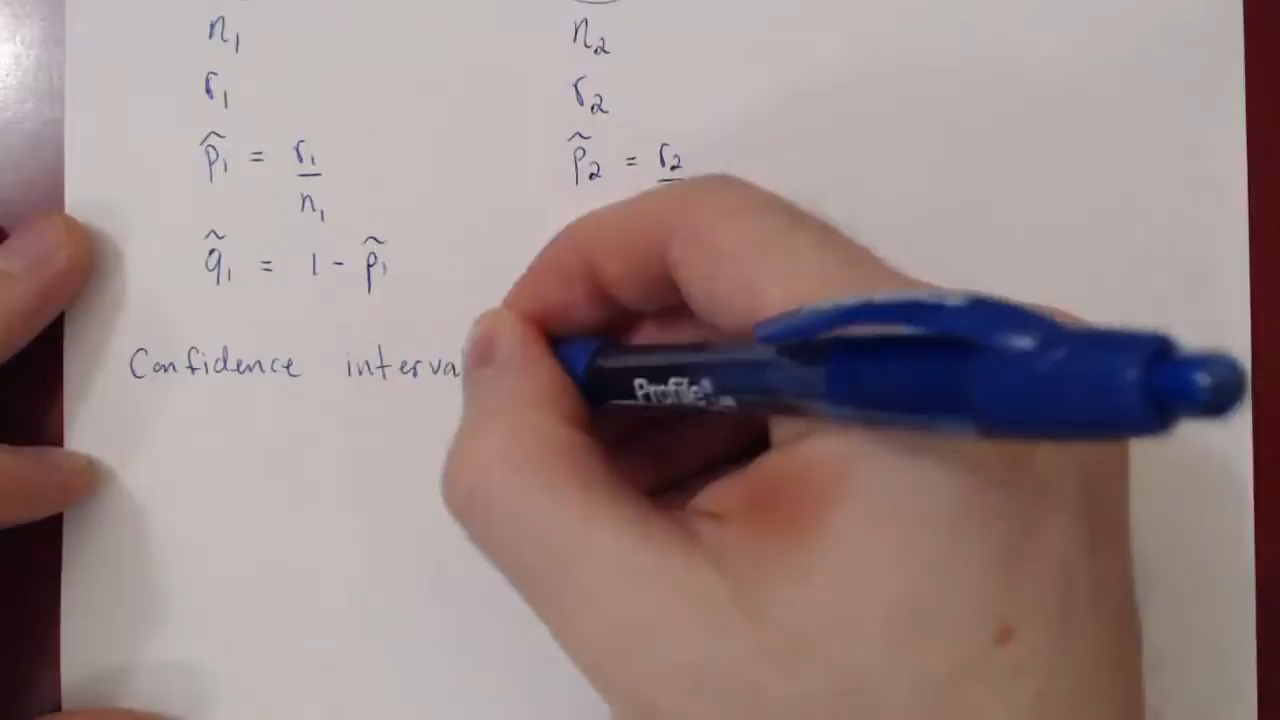 n₁ n₂
r₁ r₂
p̂₁ = r₁/n₁ p̂₂ = r₂
q̂₁ = 1 - p̂₁
Confidence interva
Profile